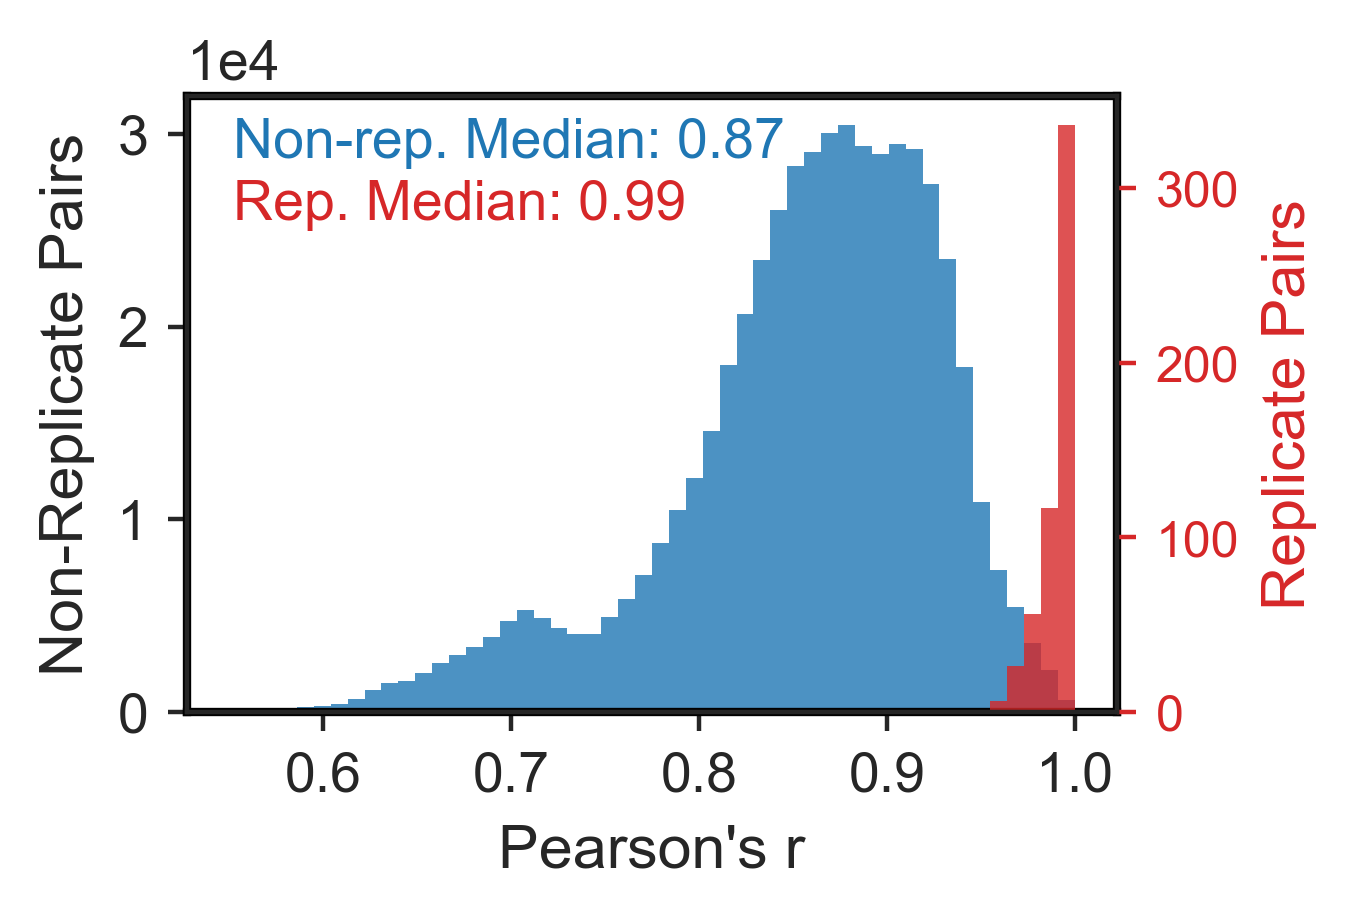 1e4
Non-rep. Median: 0.87
Rep. Median: 0.99
Non-Replicate Pairs
3
2
1
0
Replicate Pairs
300
200
100
0
0.6 0.7 0.8 0.9 1.0
Pearson's r